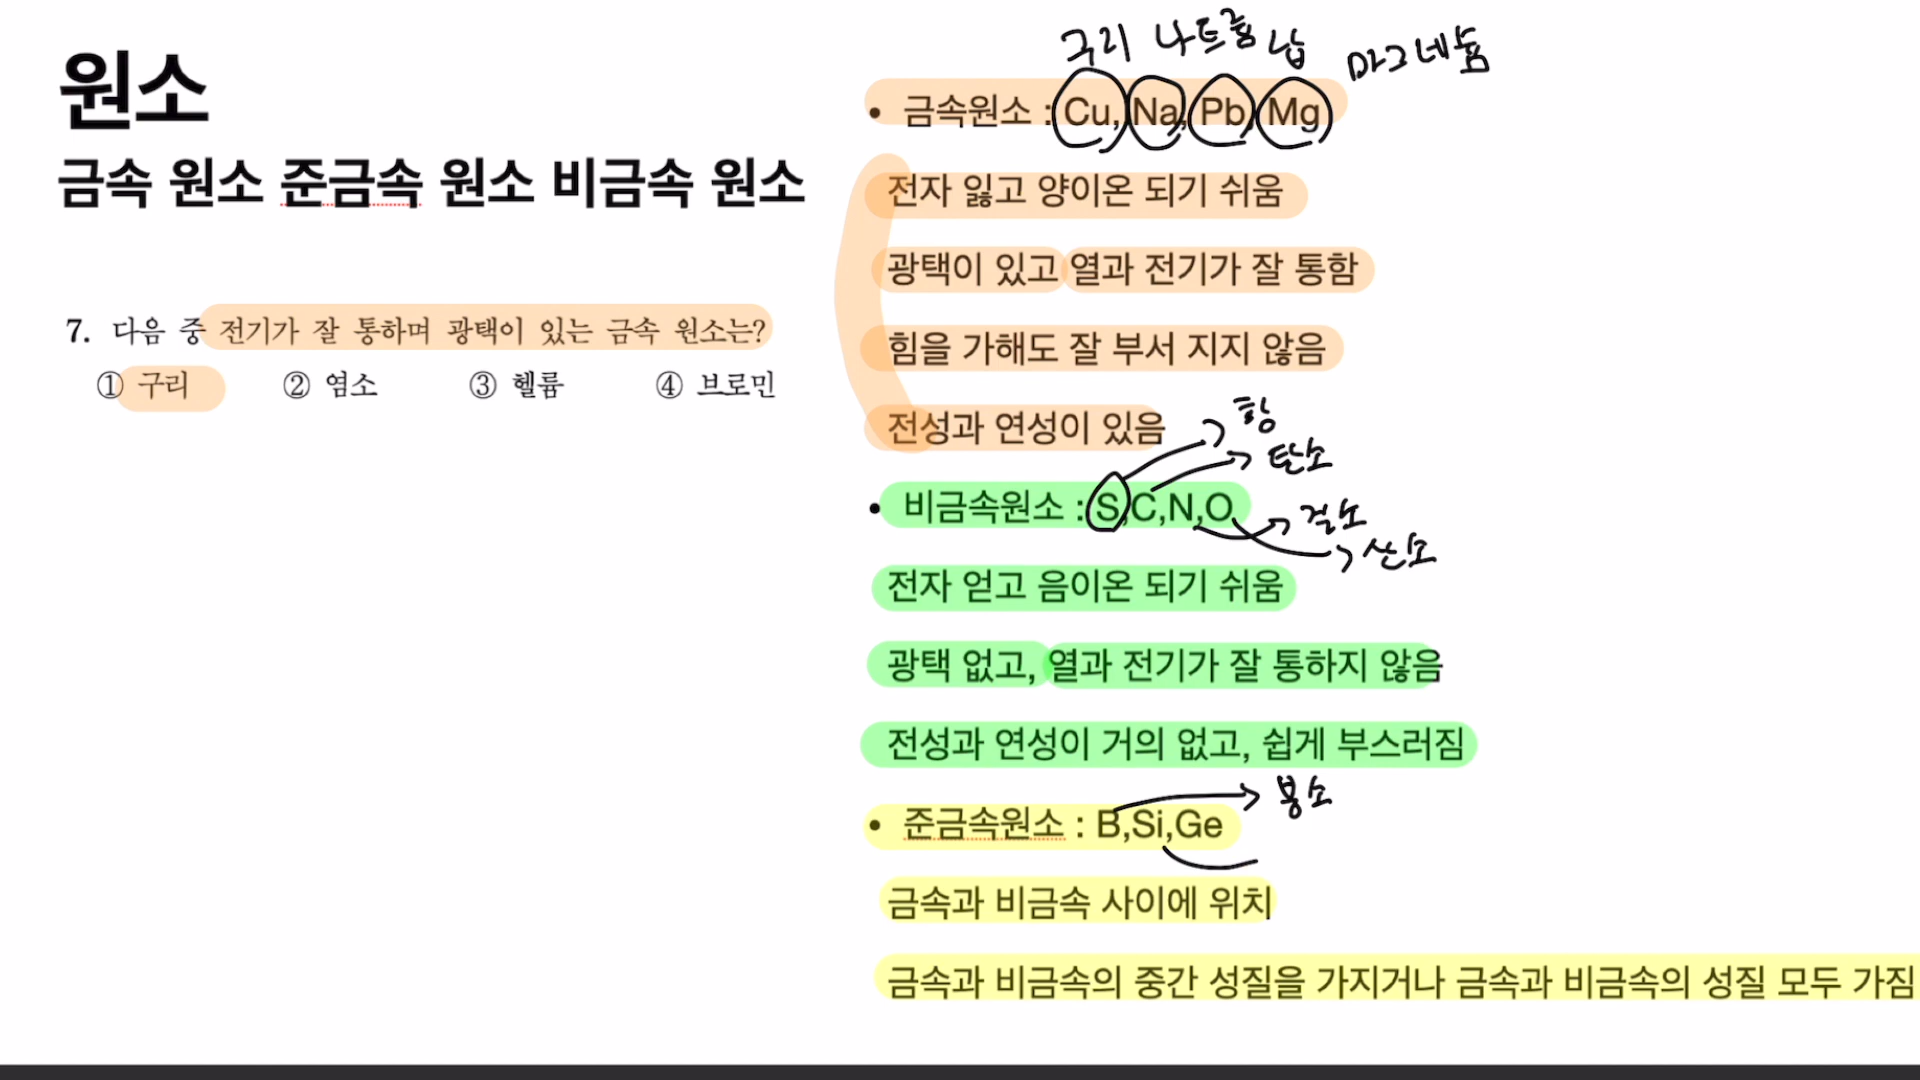 원소
금속 원소 준금속 원소 비금속 원소
7. 다음 중 전기가 잘 통하며 광택이 있는 금속 원소는?
① 구리 ② 염소 ③ 헬륨 ④ 브로민
구리 나트륨 납 마그네슘
• 금속원소 : Cu, Na, Pb, Mg
전자 잃고 양이온 되기 쉬움
광택이 있고 열과 전기가 잘 통함
힘을 가해도 잘 부서 지지 않음
전성과 연성이 있음
황
탄소
• 비금속원소 : S,C,N,O
질소
산소
전자 얻고 음이온 되기 쉬움
광택 없고, 열과 전기가 잘 통하지 않음
전성과 연성이 거의 없고, 쉽게 부스러짐
붕소
• 준금속원소 : B,Si,Ge
금속과 비금속 사이에 위치
금속과 비금속의 중간 성질을 가지거나 금속과 비금속의 성질 모두 가짐